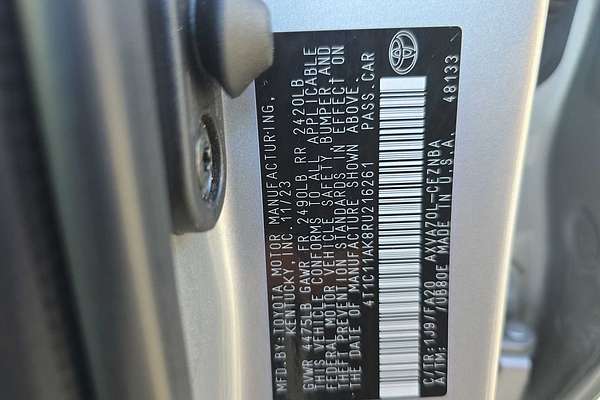 MFD.BY:TOYOTA MOTOR MANUFACTURING,
KENTUCKY, INC. 11/23
GVWR 4475LB GAWR FR 2490LB RR 2420LB
THIS VEHICLE CONFORMS TO ALL APPLICABLE
FEDERAL MOTOR VEHICLE SAFETY, BUMPER, AND
THEFT PREVENTION STANDARDS IN EFFECT ON
THE DATE OF MANUFACTURE SHOWN ABOVE.
4T1C11AK8RU216261 PASS.CAR
C/TR:1J9/FA20 AXVA70L-CEZNBA
A/TM: /UB80E MADE IN U.S.A. 48133